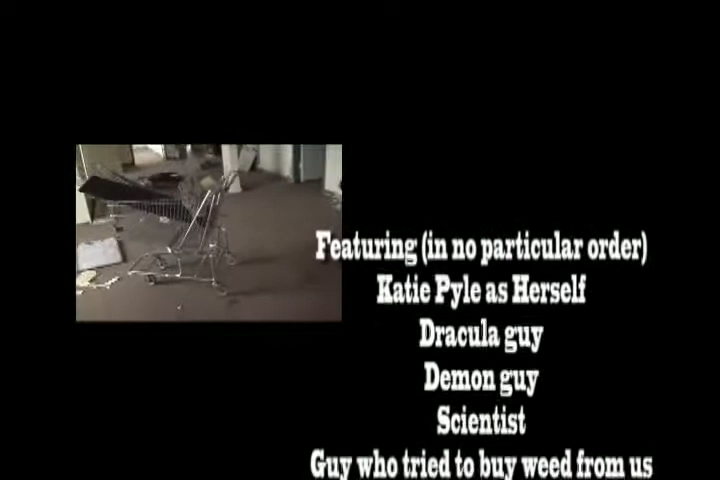 Featuring (in no particular order)
Katie Pyle as Herself
Dracula guy
Demon guy
Scientist
Guy who tried to buy weed from us